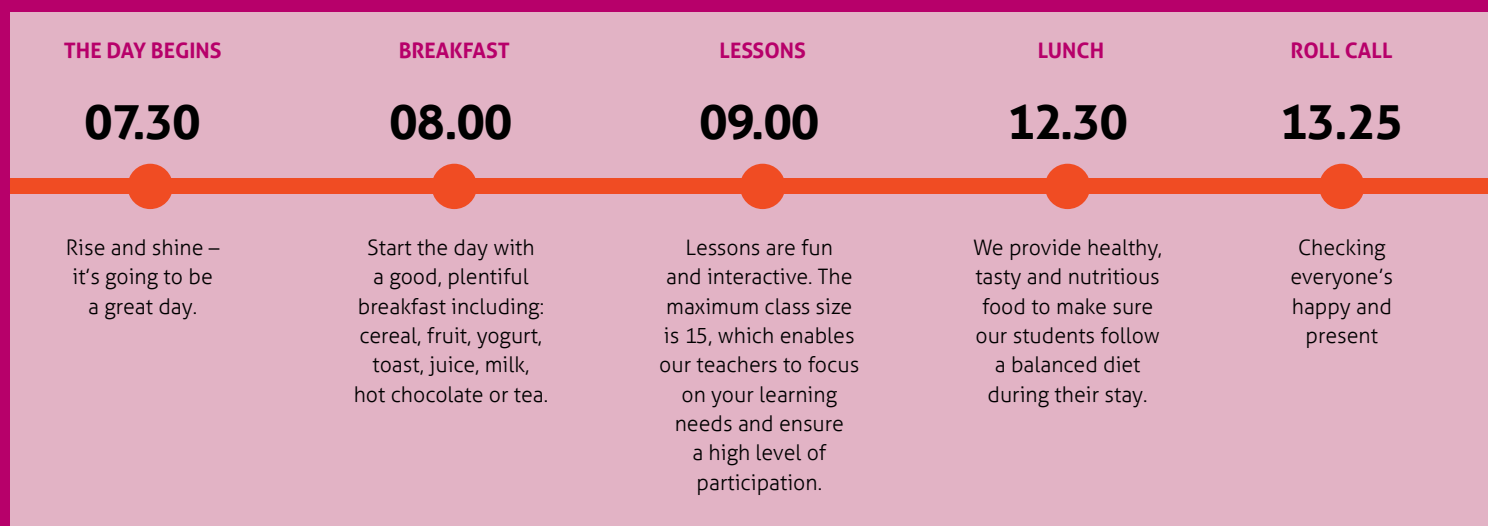 THE DAY BEGINS
07.30
Rise and shine –
it's going to be
a great day.
BREAKFAST
08.00
Start the day with
a good, plentiful
breakfast including:
cereal, fruit, yogurt,
toast, juice, milk,
hot chocolate or tea.
LESSONS
09.00
Lessons are fun
and interactive. The
maximum class size
is 15, which enables
our teachers to focus
on your learning
needs and ensure
a high level of
participation.
LUNCH
12.30
We provide healthy,
tasty and nutritious
food to make sure
our students follow
a balanced diet
during their stay.
ROLL CALL
13.25
Checking
everyone's
happy and
present